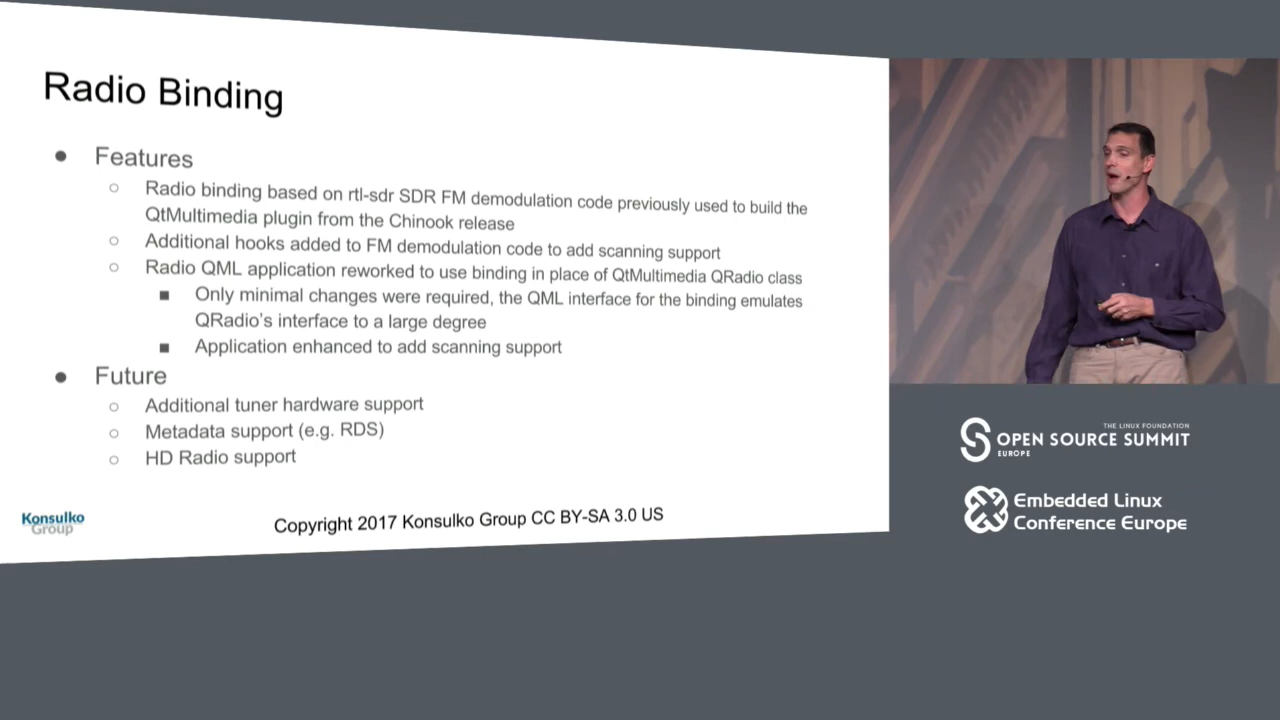 Radio Binding
● Features
○ Radio binding based on rtl-sdr SDR FM demodulation code previously used to build the
QtMultimedia plugin from the Chinook release
○ Additional hooks added to FM demodulation code to add scanning support
○ Radio QML application reworked to use binding in place of QtMultimedia QRadio class
■ Only minimal changes were required, the QML interface for the binding emulates
QRadio's interface to a large degree
■ Application enhanced to add scanning support
● Future
○ Additional tuner hardware support
○ Metadata support (e.g. RDS)
○ HD Radio support
Konsulko
Group
Copyright 2017 Konsulko Group CC BY-SA 3.0 US
THE LINUX FOUNDATION
OPEN SOURCE SUMMIT
EUROPE
Embedded Linux
Conference Europe